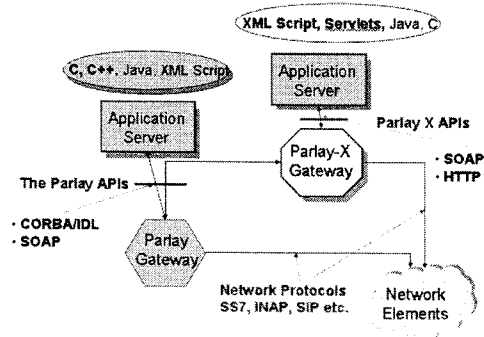 XML Script, Servlets, Java, C
C, C++, Java, XML Script
Application
Server
Application
Server
Parlay X APIs
Parlay-X
Gateway
• SOAP
• HTTP
The Parlay APIs
• CORBA/IDL
• SOAP
Parlay
Gateway
Network Protocols
SS7, INAP, SIP etc.
Network
Elements